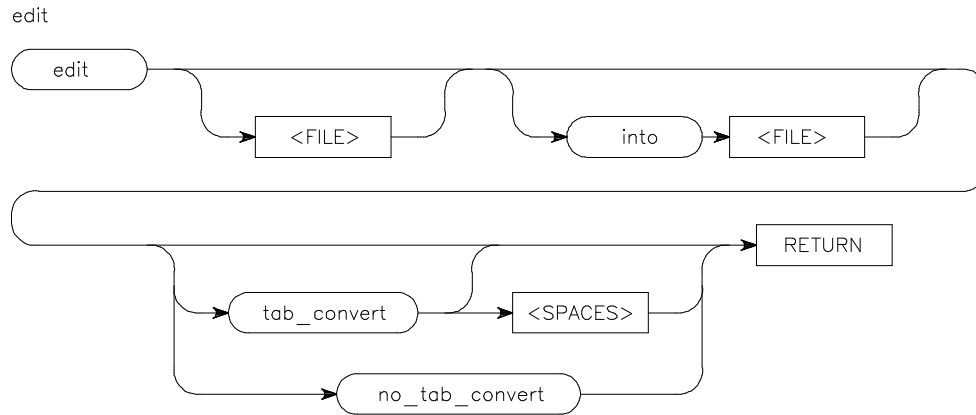 edit
edit
<FILE>
into
<FILE>
RETURN
tab_convert
<SPACES>
no_tab_convert